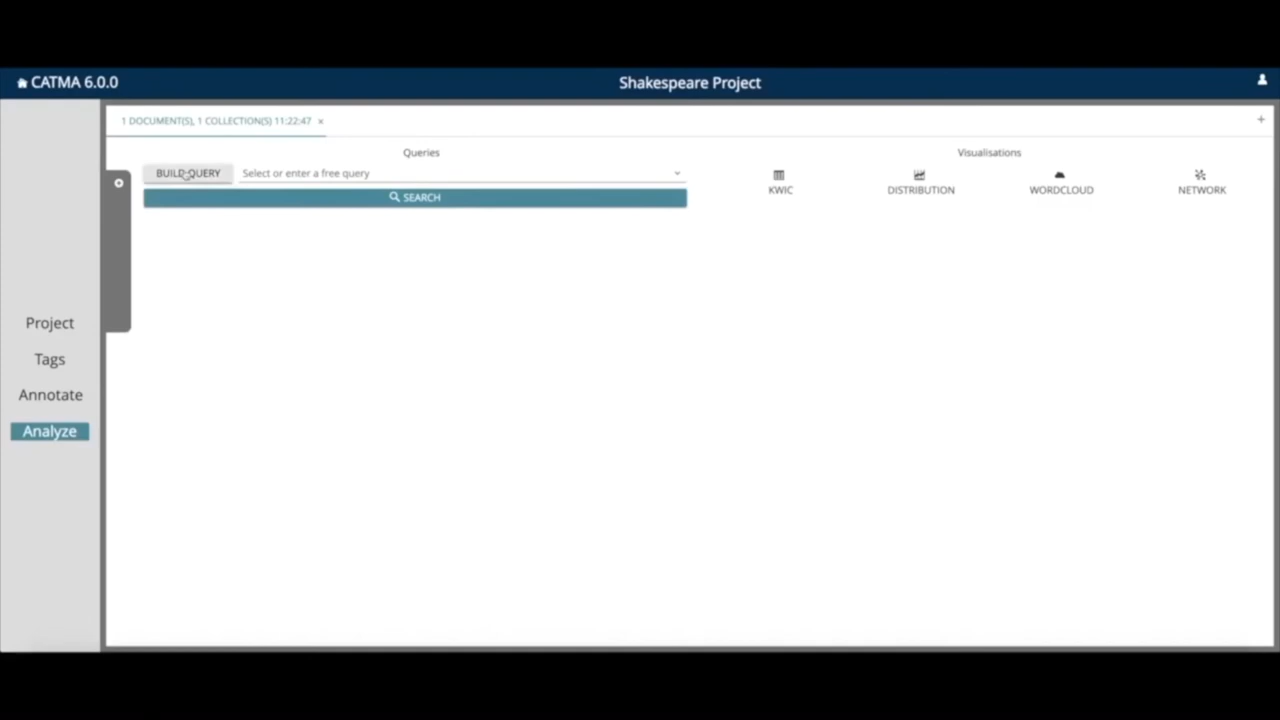 CATMA 6.0.0
Shakespeare Project
1 DOCUMENT(S), 1 COLLECTION(S) 11:22:47
Queries
Visualisations
BUILD QUERY
Select or enter a free query
SEARCH
KWIC
DISTRIBUTION
WORDCLOUD
NETWORK
Project
Tags
Annotate
Analyze